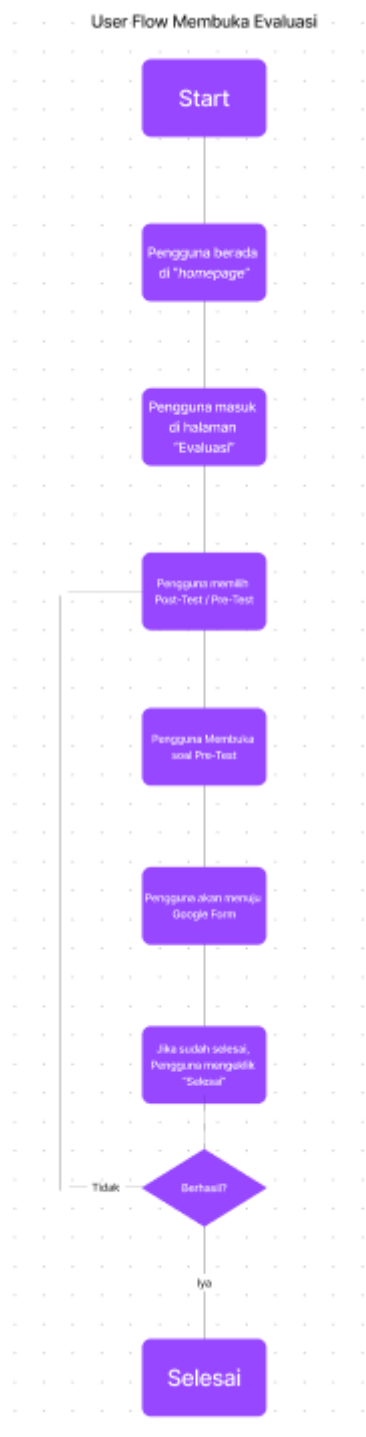 User Flow Membuka Evaluasi
Start
Pengguna berada
di "homepage"
Pengguna masuk
di halaman
"Evaluasi"
Pengguna memilih
Post-Test / Pre-Test
Pengguna Membuka
soal Pre-Test
Pengguna akan menuju
Google Form
Jika sudah selesai,
Pengguna mengeklik
"Selesai"
Berhasil?
Tidak
Iya
Selesai